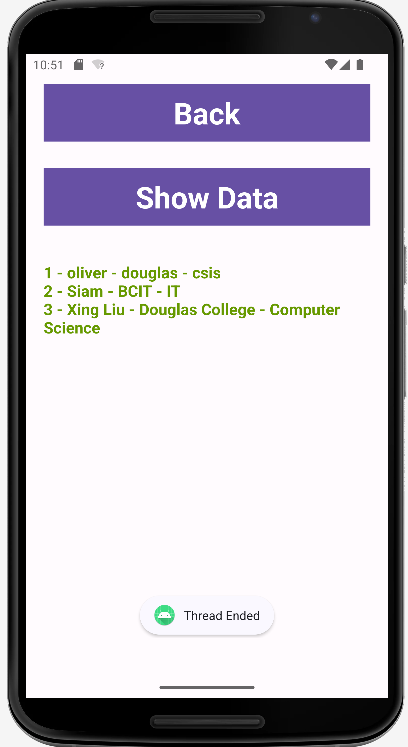 10:51
Back
Show Data
1 - oliver - douglas - csis
2 - Siam - BCIT - IT
3 - Xing Liu - Douglas College - Computer
Science
Thread Ended